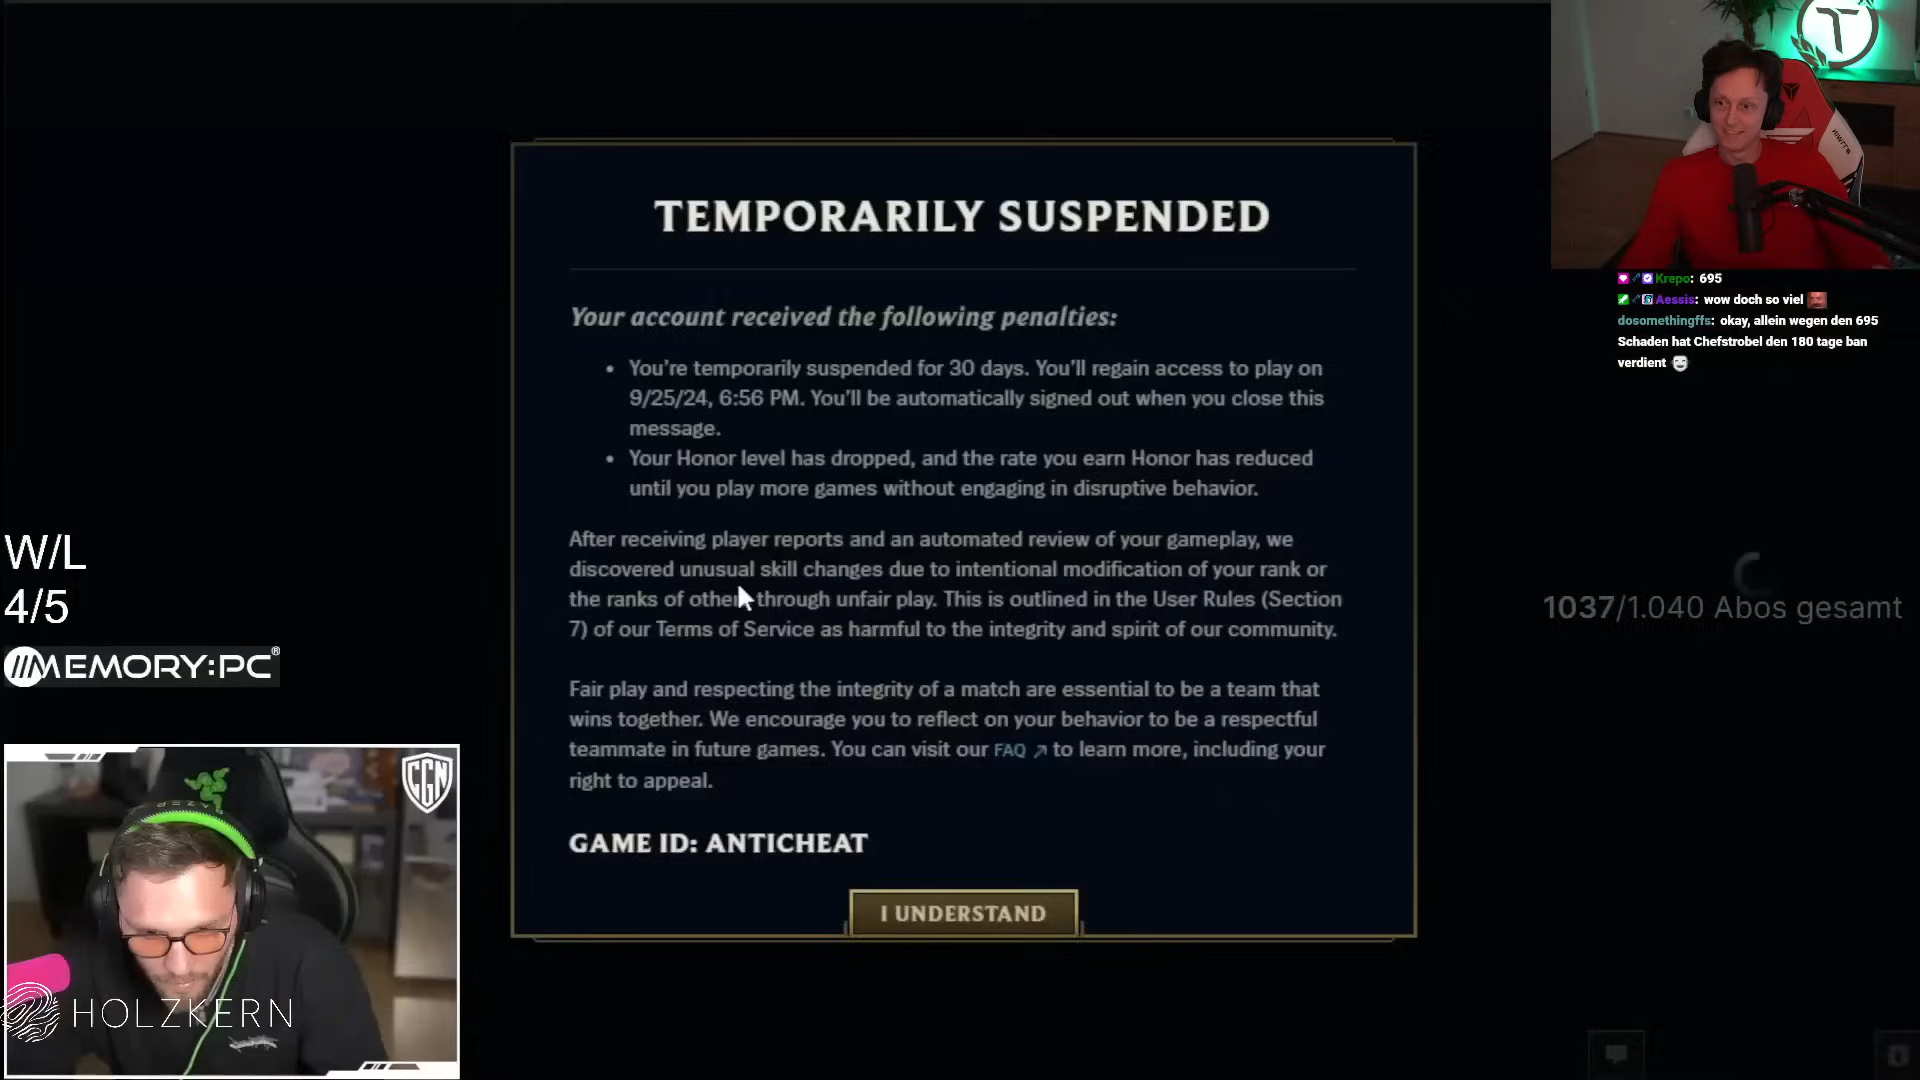 TEMPORARILY SUSPENDED
Your account received the following penalties:
• You're temporarily suspended for 30 days. You'll regain access to play on
9/25/24, 6:56 PM. You'll be automatically signed out when you close this
message.
• Your Honor level has dropped, and the rate you earn Honor has reduced
until you play more games without engaging in disruptive behavior.
After receiving player reports and an automated review of your gameplay, we
discovered unusual skill changes due to intentional modification of your rank or
the ranks of other through unfair play. This is outlined in the User Rules (Section
7) of our Terms of Service as harmful to the integrity and spirit of our community.
Fair play and respecting the integrity of a match are essential to be a team that
wins together. We encourage you to reflect on your behavior to be a respectful
teammate in future games. You can visit our FAQ ↗ to learn more, including your
right to appeal.
GAME ID: ANTICHEAT
I UNDERSTAND
Krepo: 695
Aessis: wow doch so viel
dosomethingffs: okay, allein wegen den 695
Schaden hat Chefstrobel den 180 tage ban
verdient
1037/1.040 Abos gesamt
W/L
4/5
MEMORY:PC®
CGN
RAZER
HOLZKERN
T